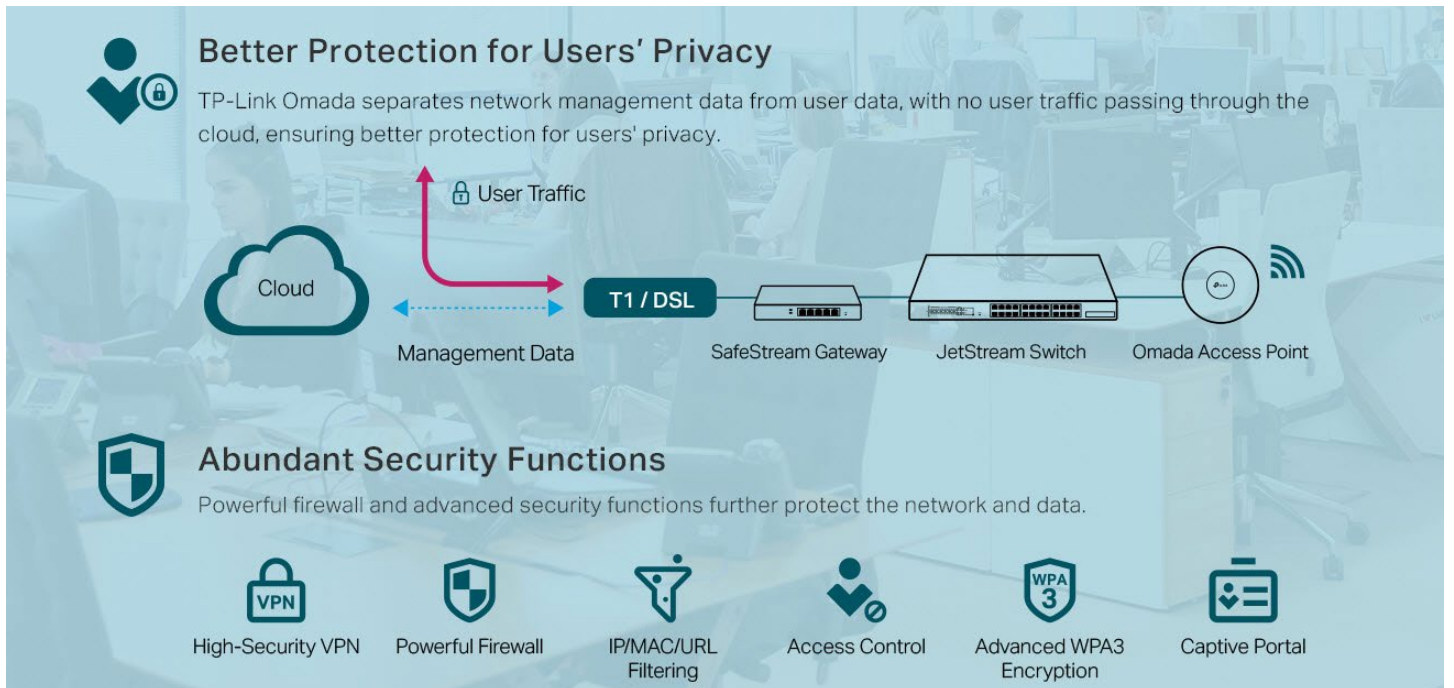 Better Protection for Users' Privacy
TP-Link Omada separates network management data from user data, with no user traffic passing through the
cloud, ensuring better protection for users' privacy.
User Traffic
Cloud
T1 / DSL
Management Data
SafeStream Gateway
JetStream Switch
Omada Access Point
Abundant Security Functions
Powerful firewall and advanced security functions further protect the network and data.
VPN
WPA
3
High-Security VPN
Powerful Firewall
IP/MAC/URL
Filtering
Access Control
Advanced WPA3
Encryption
Captive Portal